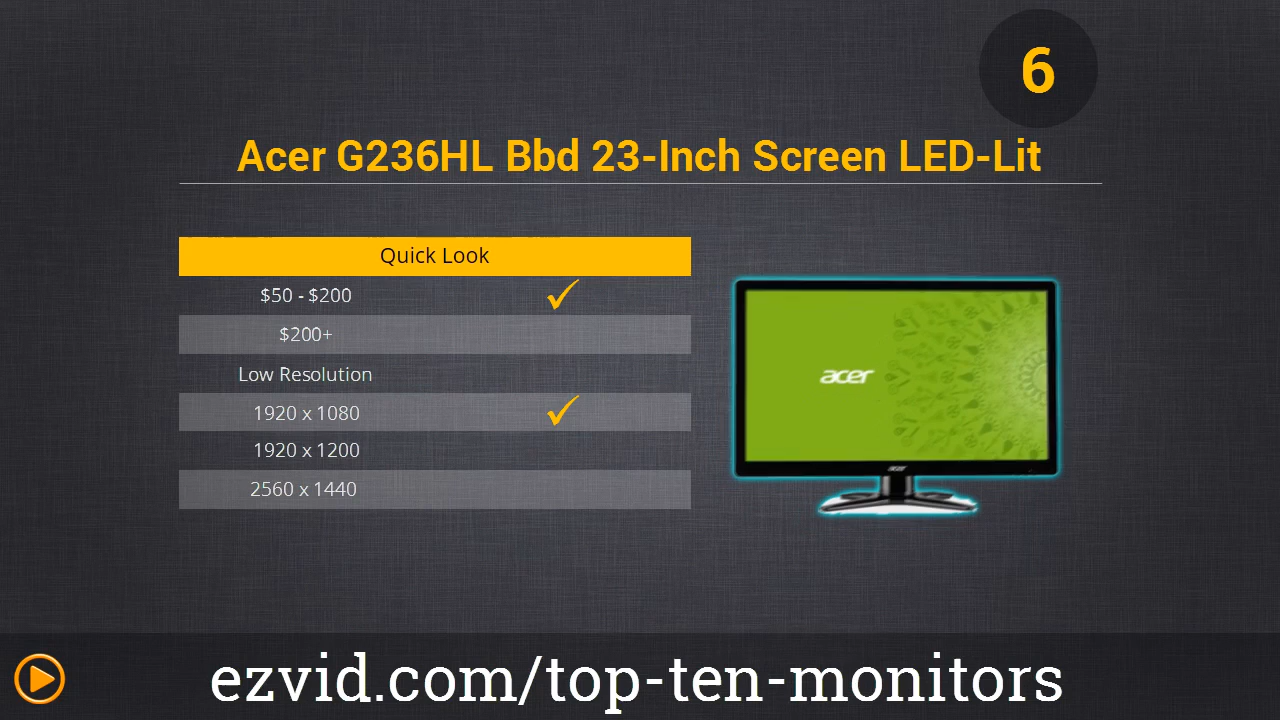 6
Acer G236HL Bbd 23-Inch Screen LED-Lit
Quick Look
$50 - $200
$200+
Low Resolution
1920 x 1080
1920 x 1200
2560 x 1440
acer
acer
ezvid.com/top-ten-monitors